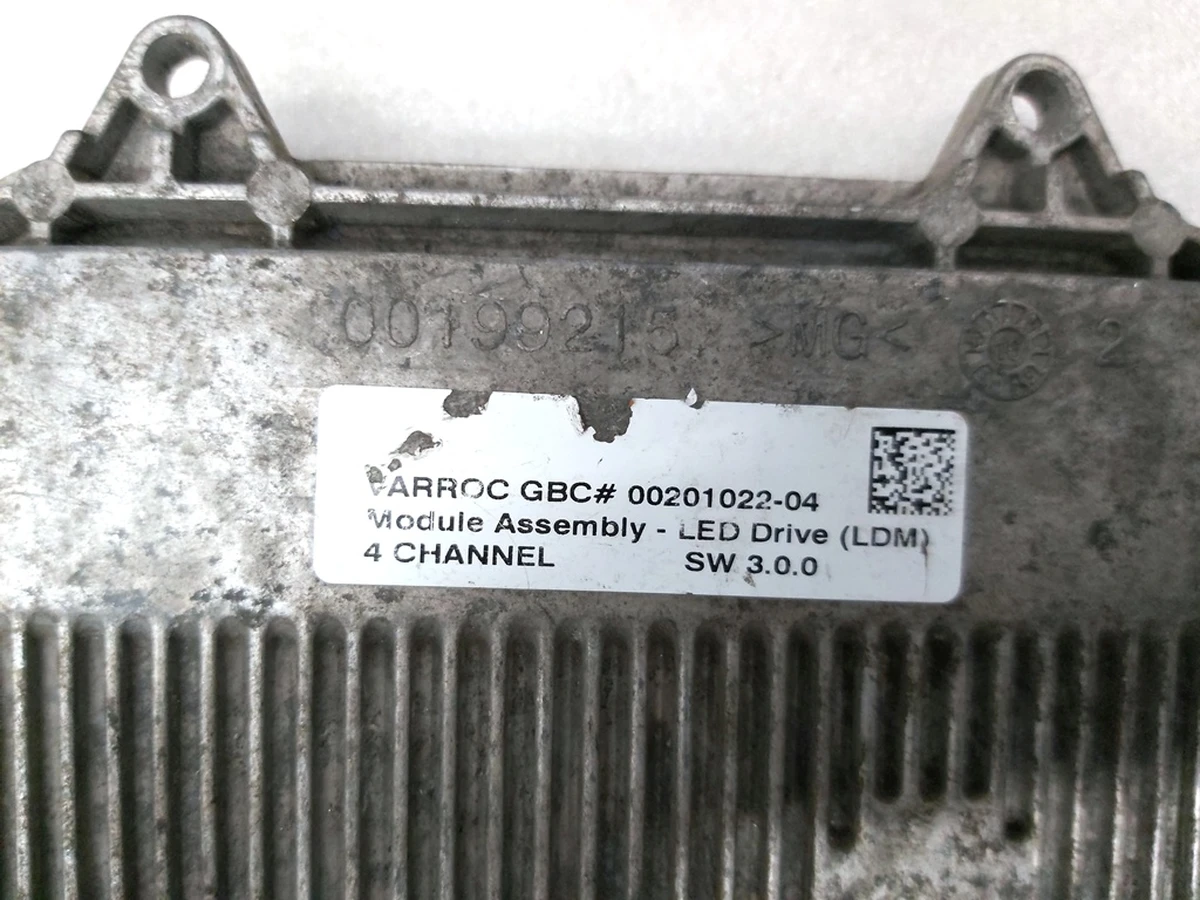 00199215 >MG< 2
VARROC GBC# 00201022-04
Module Assembly - LED Drive (LDM)
4 CHANNEL SW 3.0.0